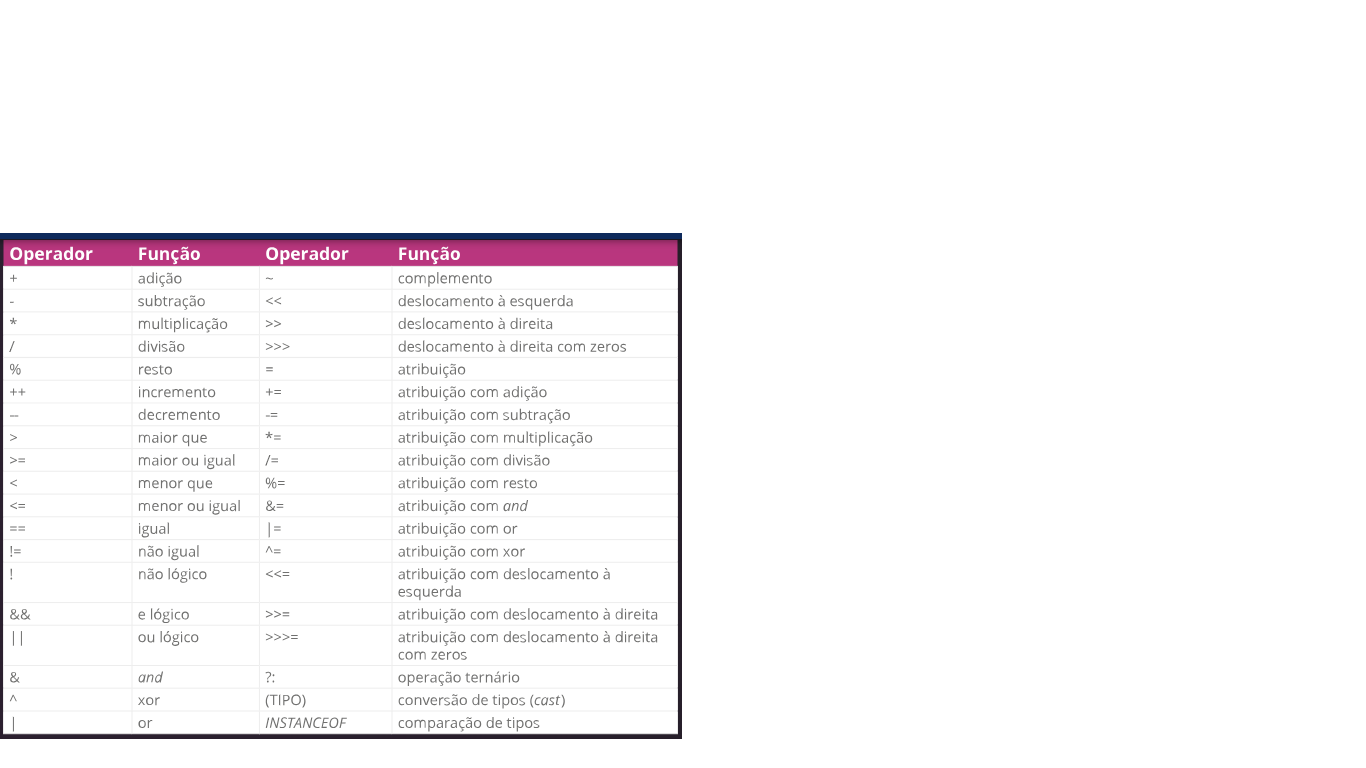 Operador Função Operador Função
+ adição ~ complemento
- subtração << deslocamento à esquerda
* multiplicação >> deslocamento à direita
/ divisão >>> deslocamento à direita com zeros
% resto = atribuição
++ incremento += atribuição com adição
-- decremento -= atribuição com subtração
> maior que *= atribuição com multiplicação
>= maior ou igual /= atribuição com divisão
< menor que %= atribuição com resto
<= menor ou igual &= atribuição com and
== igual |= atribuição com or
!= não igual ^= atribuição com xor
! não lógico <<= atribuição com deslocamento à
esquerda
&& e lógico >>= atribuição com deslocamento à direita
|| ou lógico >>>= atribuição com deslocamento à direita
com zeros
& and ?: operação ternário
^ xor (TIPO) conversão de tipos (cast)
| or INSTANCEOF comparação de tipos